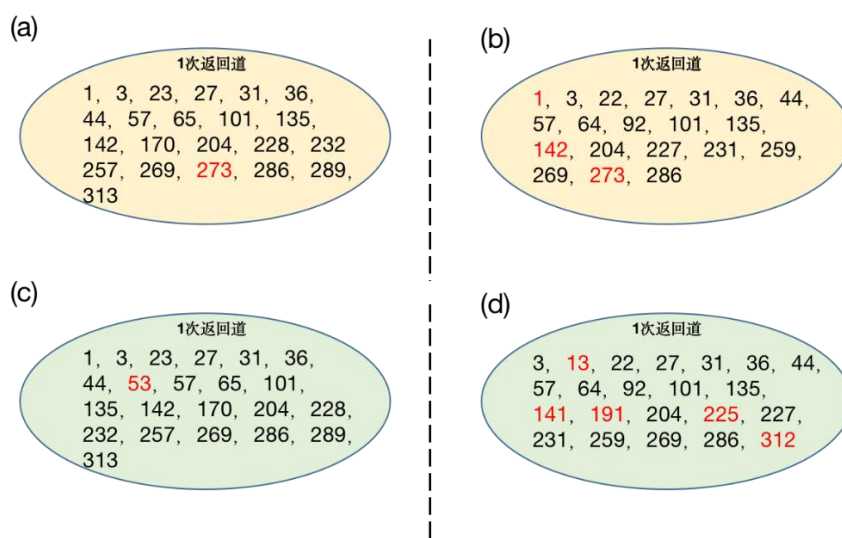 (a)
1次返回道
1, 3, 23, 27, 31, 36,
44, 57, 65, 101, 135,
142, 170, 204, 228, 232
257, 269, 273, 286, 289,
313
(b)
1次返回道
1, 3, 22, 27, 31, 36, 44,
57, 64, 92, 101, 135,
142, 204, 227, 231, 259,
269, 273, 286
(c)
1次返回道
1, 3, 23, 27, 31, 36,
44, 53, 57, 65, 101,
135, 142, 170, 204, 228,
232, 257, 269, 286, 289,
313
(d)
1次返回道
3, 13, 22, 27, 31, 36, 44,
57, 64, 92, 101, 135,
141, 191, 204, 225, 227,
231, 259, 269, 286, 312